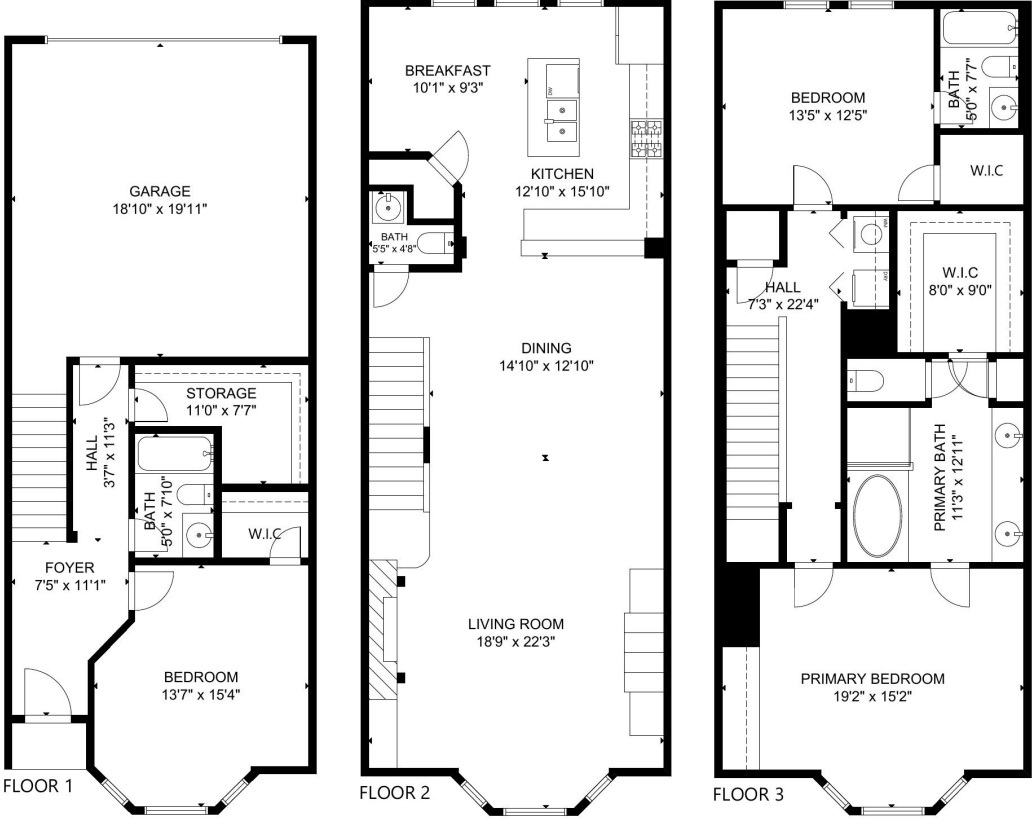 GARAGE
18'10" x 19'11"
STORAGE
11'0" x 7'7"
HALL
3'7" x 11'3"
BATH
5'0" x 7'10"
W.I.C
FOYER
7'5" x 11'1"
BEDROOM
13'7" x 15'4"
FLOOR 1
BREAKFAST
10'1" x 9'3"
DW
KITCHEN
12'10" x 15'10"
BATH
5'5" x 4'8"
DINING
14'10" x 12'10"
LIVING ROOM
18'9" x 22'3"
FLOOR 2
BEDROOM
13'5" x 12'5"
BATH
5'0" x 7'7"
W.I.C
HALL
7'3" x 22'4"
W.I.C
8'0" x 9'0"
DRY
PRIMARY BATH
11'3" x 12'11"
PRIMARY BEDROOM
19'2" x 15'2"
FLOOR 3